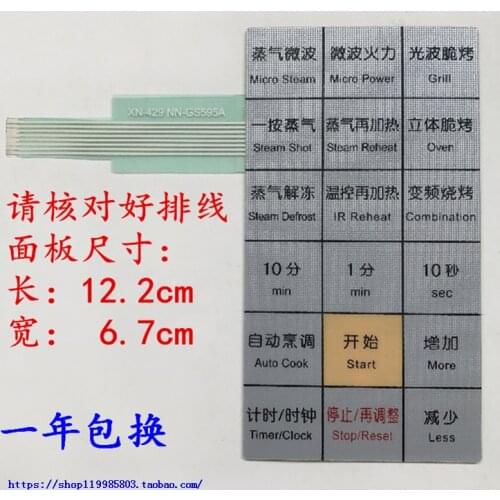 蒸气微波 微波火力 光波脆烤
Micro Steam Micro Power Grill
XN-429 NN-GS595A
一按蒸气 蒸气再加热 立体脆烤
Steam Shot Steam Reheat Oven
蒸气解冻 温控再加热 变频烧烤
Steam Defrost IR Reheat Combination
请核对好排线
面板尺寸:
长: 12.2cm
宽: 6.7cm
10分 1分 10秒
min min sec
自动烹调 开始 增加
Auto Cook Start More
计时/时钟 停止/再调整 减少
Timer/Clock Stop/Reset Less
一年包换
https://shop119985803.taobao.com/